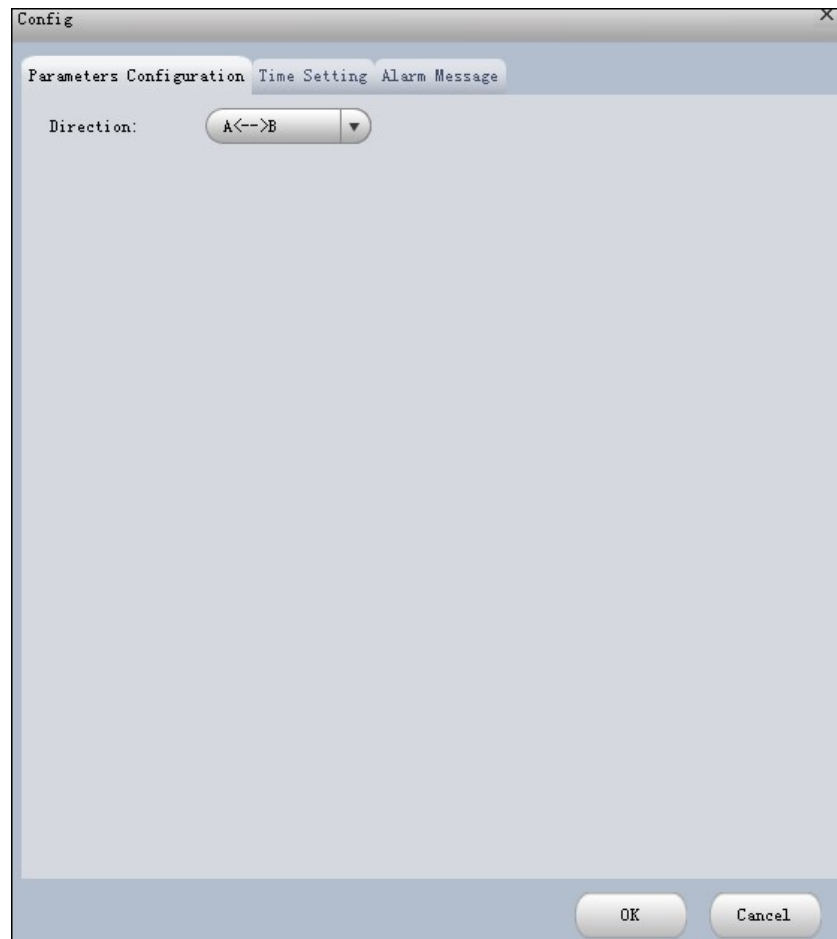 Config
Parameters Configuration Time Setting Alarm Message
Direction: A<-->B
OK Cancel